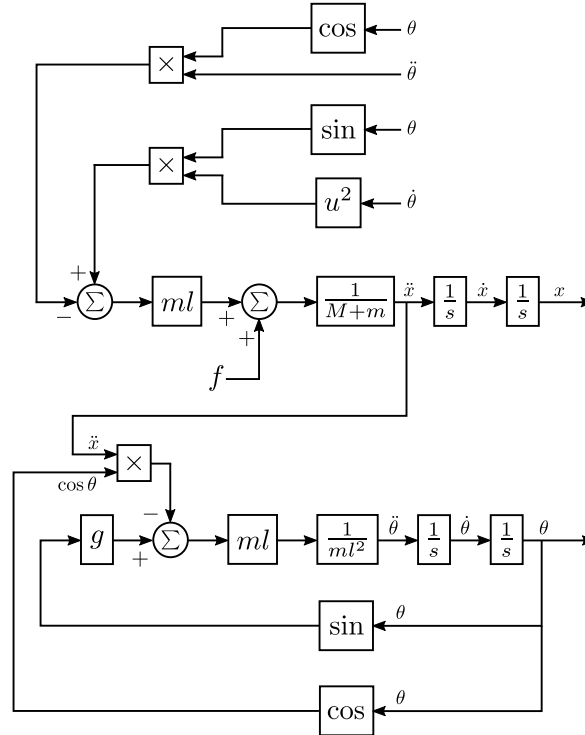 cos θ
× θ̈
sin θ
×
u² θ̇
+
Σ ml Σ 1/(M+m) ẍ 1/s ẋ 1/s x
− + +
f
ẍ
×
cos θ
−
g Σ ml 1/(ml²) θ̈ 1/s θ̇ 1/s θ
+
sin θ
cos θ